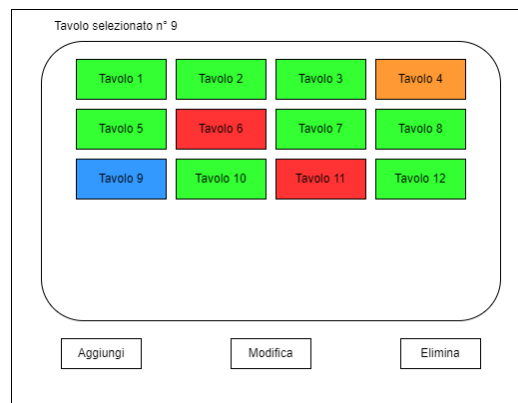 Tavolo selezionato n° 9
Tavolo 1 Tavolo 2 Tavolo 3 Tavolo 4
Tavolo 5 Tavolo 6 Tavolo 7 Tavolo 8
Tavolo 9 Tavolo 10 Tavolo 11 Tavolo 12
Aggiungi Modifica Elimina